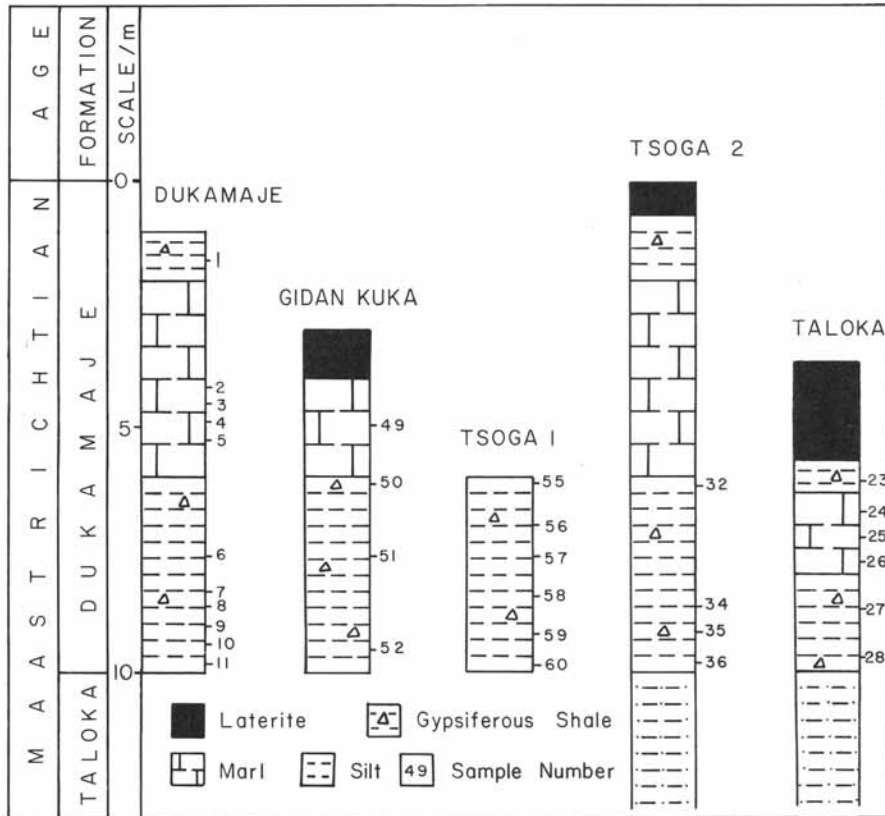 AGE
FORMATION
SCALE/m
MAASTRICHTIAN
DUKAMAJE
TALOKA
0
5
10
DUKAMAJE
1
2
3
4
5
6
7
8
9
10
11
GIDAN KUKA
49
50
51
52
TSOGA 1
55
56
57
58
59
60
TSOGA 2
32
34
35
36
TALOKA
23
24
25
26
27
28
Laterite
Gypsiferous Shale
Marl
Silt
49 Sample Number